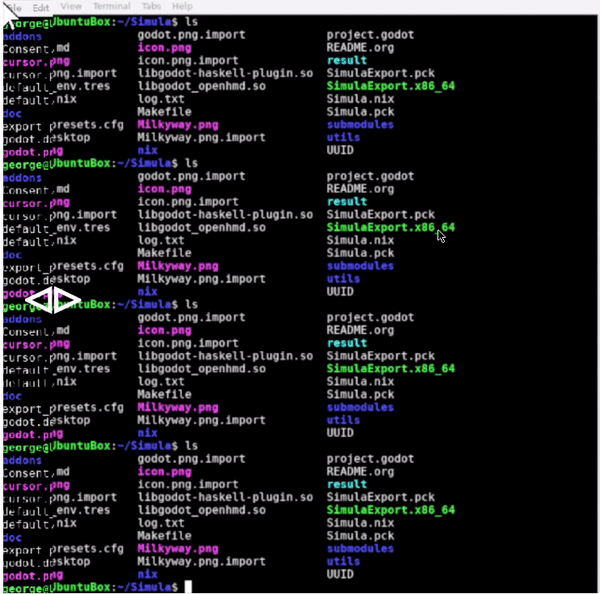 File Edit View Terminal Tabs Help
george@UbuntuBox:~/Simula$ ls
addons godot.png.import project.godot
Consent.md icon.png README.org
cursor.png icon.png.import result
cursor.png.import libgodot-haskell-plugin.so SimulaExport.pck
default_env.tres libgodot_openhmd.so SimulaExport.x86_64
default.nix log.txt Simula.nix
doc Makefile Simula.pck
export_presets.cfg Milkyway.png submodules
godot.desktop Milkyway.png.import utils
godot.png nix UUID
george@UbuntuBox:~/Simula$ ls
addons godot.png.import project.godot
Consent.md icon.png README.org
cursor.png icon.png.import result
cursor.png.import libgodot-haskell-plugin.so SimulaExport.pck
default_env.tres libgodot_openhmd.so SimulaExport.x86_64
default.nix log.txt Simula.nix
doc Makefile Simula.pck
export_presets.cfg Milkyway.png submodules
godot.desktop Milkyway.png.import utils
nix UUID
george@UbuntuBox:~/Simula$ ls
addons godot.png.import project.godot
Consent.md icon.png README.org
cursor.png icon.png.import result
cursor.png.import libgodot-haskell-plugin.so SimulaExport.pck
default_env.tres libgodot_openhmd.so SimulaExport.x86_64
default.nix log.txt Simula.nix
doc Makefile Simula.pck
export_presets.cfg Milkyway.png submodules
godot.desktop Milkyway.png.import utils
godot.png nix UUID
george@UbuntuBox:~/Simula$ ls
addons godot.png.import project.godot
Consent.md icon.png README.org
cursor.png icon.png.import result
cursor.png.import libgodot-haskell-plugin.so SimulaExport.pck
default_env.tres libgodot_openhmd.so SimulaExport.x86_64
default.nix log.txt Simula.nix
doc Makefile Simula.pck
export_presets.cfg Milkyway.png submodules
godot.desktop Milkyway.png.import utils
godot.png nix UUID
george@UbuntuBox:~/Simula$